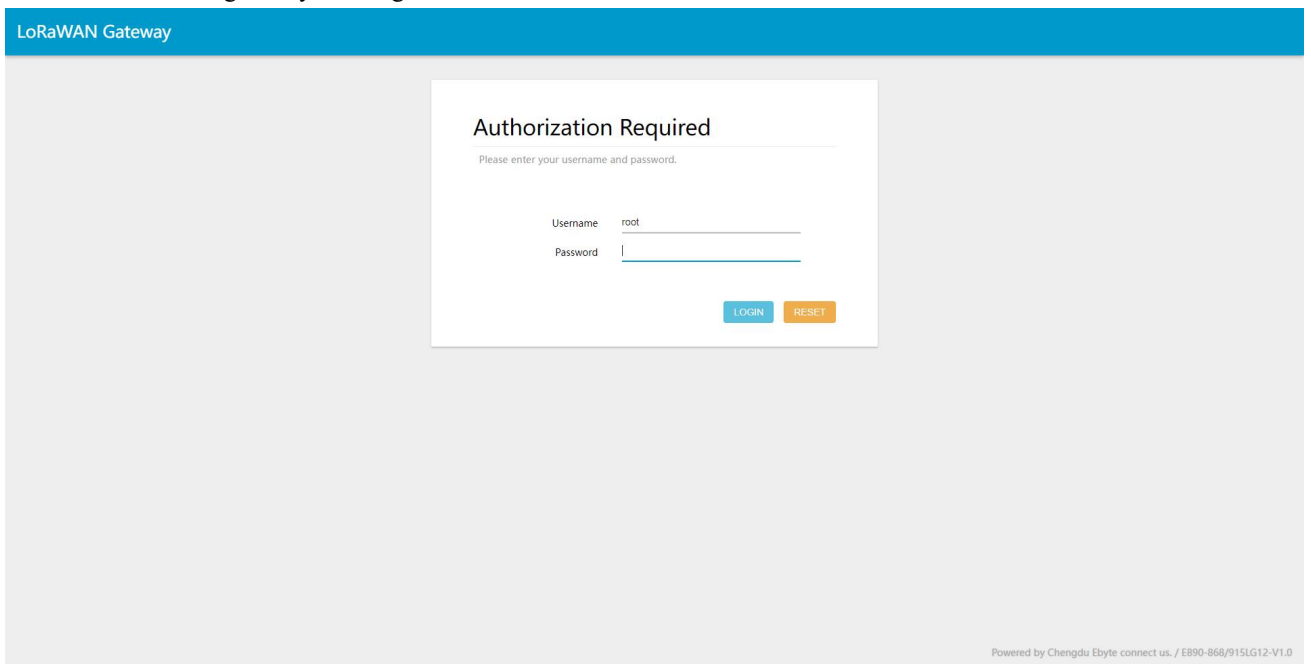 LoRaWAN Gateway
Authorization Required
Please enter your username and password.
Username root
Password
LOGIN RESET
Powered by Chengdu Ebyte connect us. / E890-868/915LG12-V1.0